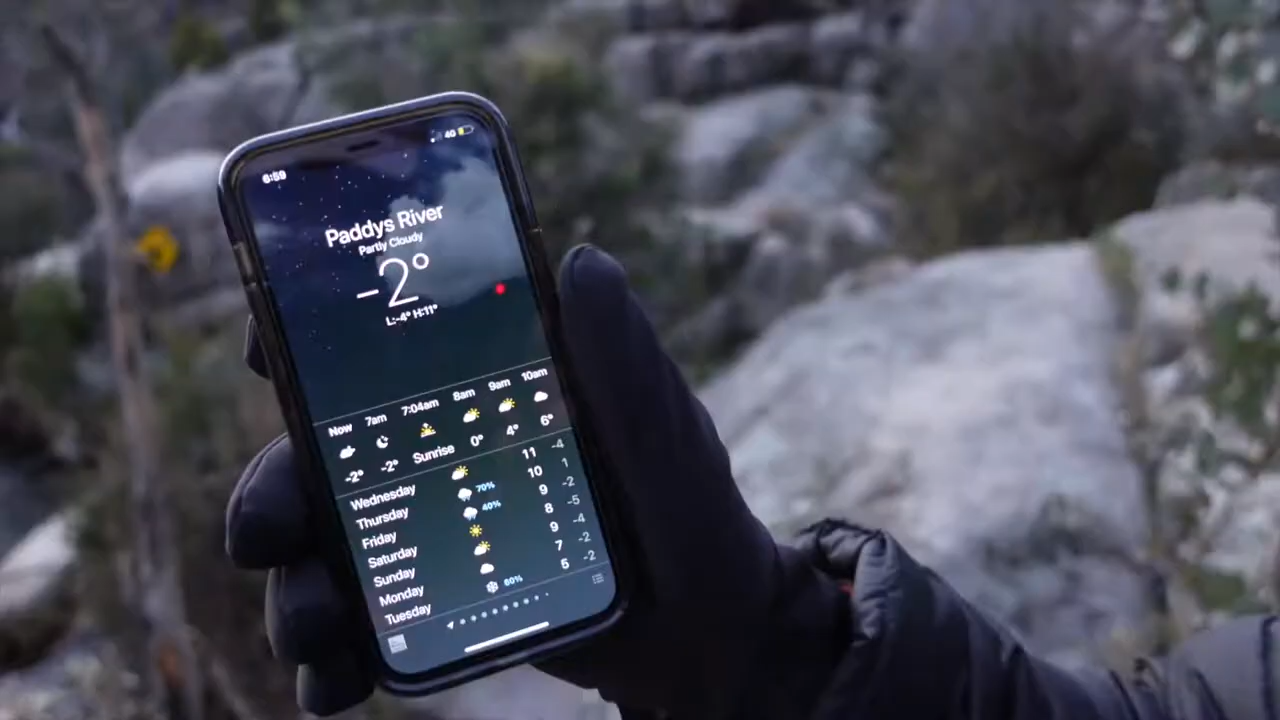 4G
6:59
Paddys River
Partly Cloudy
-2°
L:-4° H:11°
Now 7am 7:04am 8am 9am 10am
-2° -2° Sunrise 0° 4° 6°
Wednesday 11 -4
Thursday 70% 10 1
Friday 40% 9 -2
Saturday 8 -5
Sunday 9 -4
Monday 7 -2
Tuesday 60% 5 -2